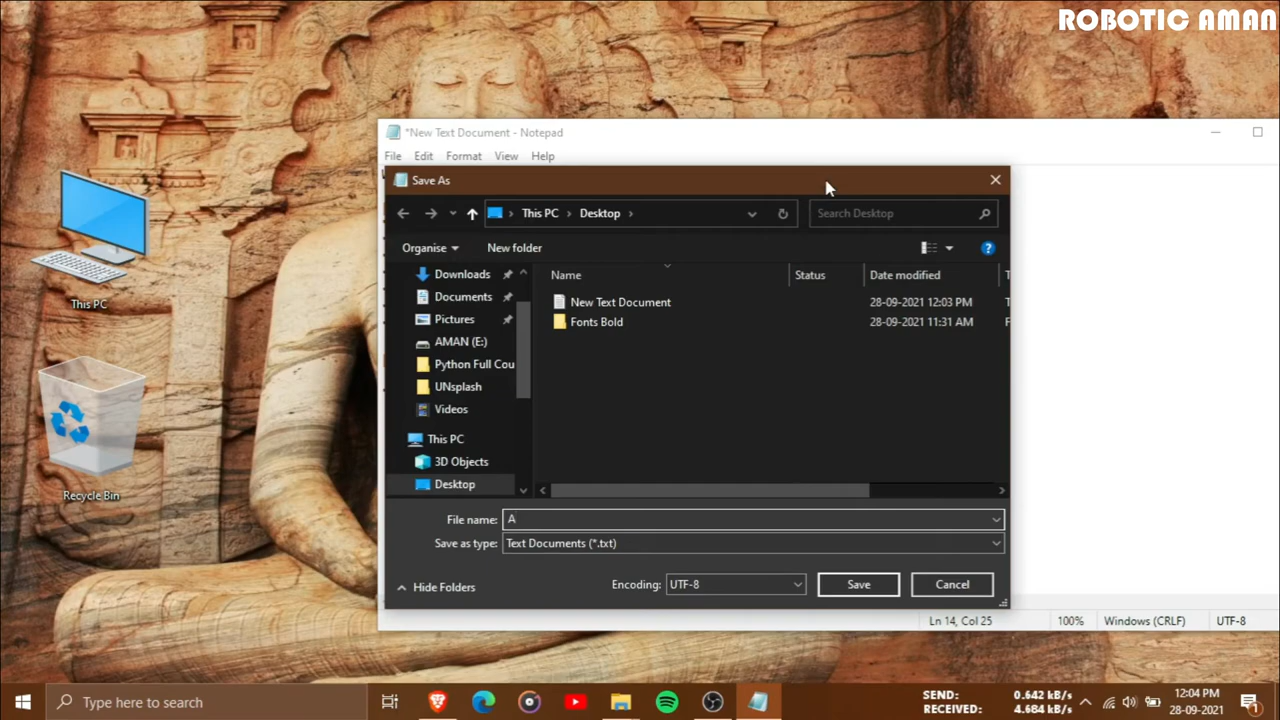 ROBOTIC AMAN
*New Text Document - Notepad
File Edit Format View Help
Save As
This PC Desktop
Search Desktop
Organise New folder
Name Status Date modified
Downloads
Documents
Pictures
AMAN (E:)
Python Full Cou
UNsplash
Videos
This PC
3D Objects
Desktop
New Text Document 28-09-2021 12:03 PM
Fonts Bold 28-09-2021 11:31 AM
File name: A
Save as type: Text Documents (*.txt)
Hide Folders
Encoding: UTF-8
Save
Cancel
Ln 14, Col 25 100% Windows (CRLF) UTF-8
This PC
Recycle Bin
Type here to search
SEND: 0.642 kB/s
RECEIVED: 4.684 kB/s
12:04 PM
28-09-2021
1